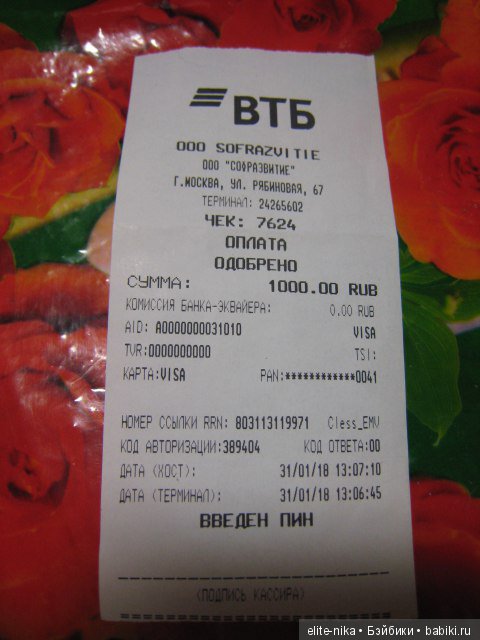 ВТБ
ООО SOFRAZVITIE
ООО "СОФРАЗВИТИЕ"
Г.МОСКВА, УЛ. РЯБИНОВАЯ, 67
ТЕРМИНАЛ: 24265602
ЧЕК: 7624
ОПЛАТА
ОДОБРЕНО
СУММА: 1000.00 RUB
КОМИССИЯ БАНКА-ЭКВАЙЕРА: 0.00 RUB
AID: A0000000031010 VISA
TVR:0000000000 TSI:
КАРТА:VISA PAN:************0041
НОМЕР ССЫЛКИ RRN: 803113119971 Cless_EMV
КОД АВТОРИЗАЦИИ:389404 КОД ОТВЕТА:00
ДАТА (ХОСТ): 31/01/18 13:07:10
ДАТА (ТЕРМИНАЛ): 31/01/18 13:06:45
ВВЕДЕН ПИН
(ПОДПИСЬ КАССИРА)
elite-nika • Бэйбики • babiki.ru